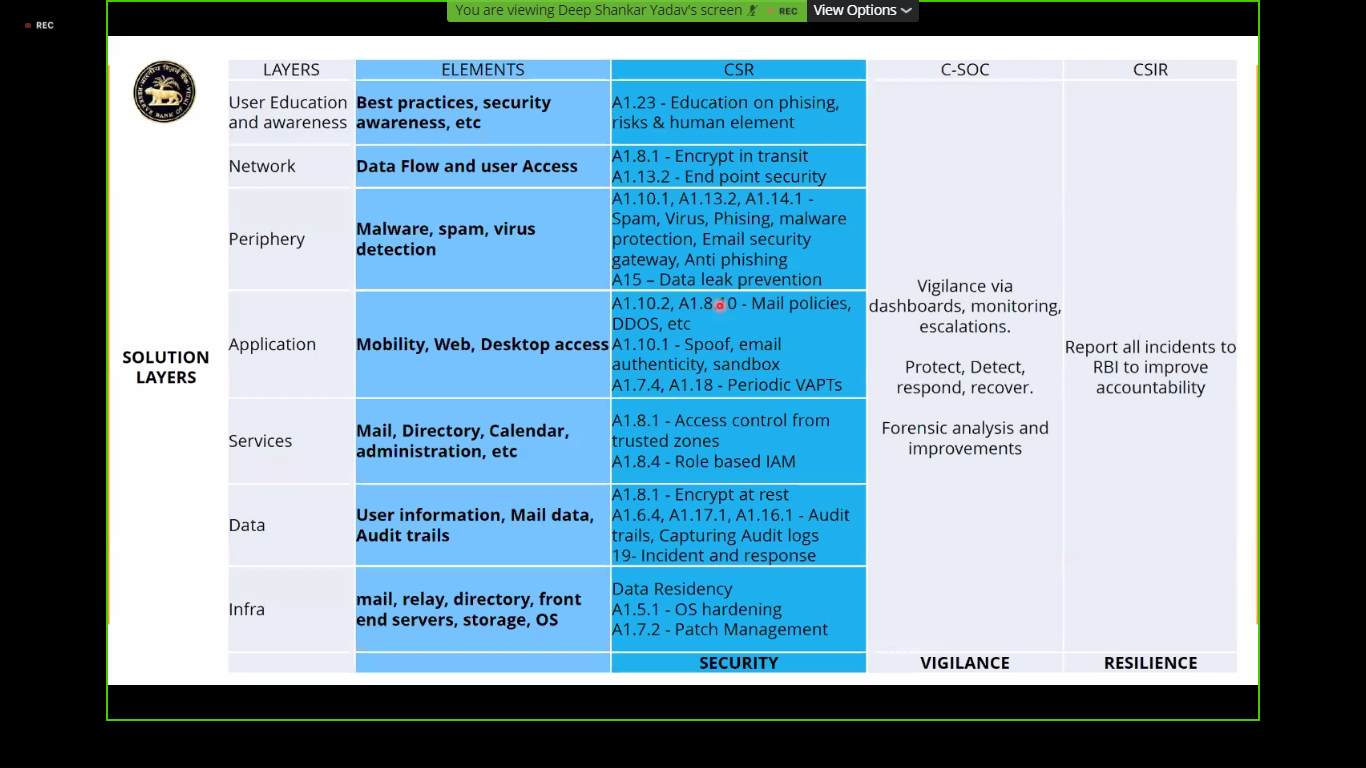 REC
You are viewing Deep Shankar Yadav's screen
REC
View Options
LAYERS
ELEMENTS
CSR
C-SOC
CSIR
User Education
and awareness
Best practices, security
awareness, etc
A1.23 - Education on phising,
risks & human element
Network
Data Flow and user Access
A1.8.1 - Encrypt in transit
A1.13.2 - End point security
Periphery
Malware, spam, virus
detection
A1.10.1, A1.13.2, A1.14.1 -
Spam, Virus, Phising, malware
protection, Email security
gateway, Anti phishing
A15 – Data leak prevention
SOLUTION
LAYERS
Application
Mobility, Web, Desktop access
A1.10.2, - Mail policies,
DDOS, etc
A1.10.1 - Spoof, email
authenticity, sandbox
A1.7.4, A1.18 - Periodic VAPTs
Services
Mail, Directory, Calendar,
administration, etc
A1.8.1 - Access control from
trusted zones
A1.8.4 - Role based IAM
Data
User information, Mail data,
Audit trails
A1.8.1 - Encrypt at rest
A1.6.4, A1.17.1, A1.16.1 - Audit
trails, Capturing Audit logs
19- Incident and response
Infra
mail, relay, directory, front
end servers, storage, OS
Data Residency
A1.5.1 - OS hardening
A1.7.2 - Patch Management
Vigilance via
dashboards, monitoring,
escalations.
Protect, Detect,
respond, recover.
Forensic analysis and
improvements
Report all incidents to
RBI to improve
accountability
SECURITY
VIGILANCE
RESILIENCE